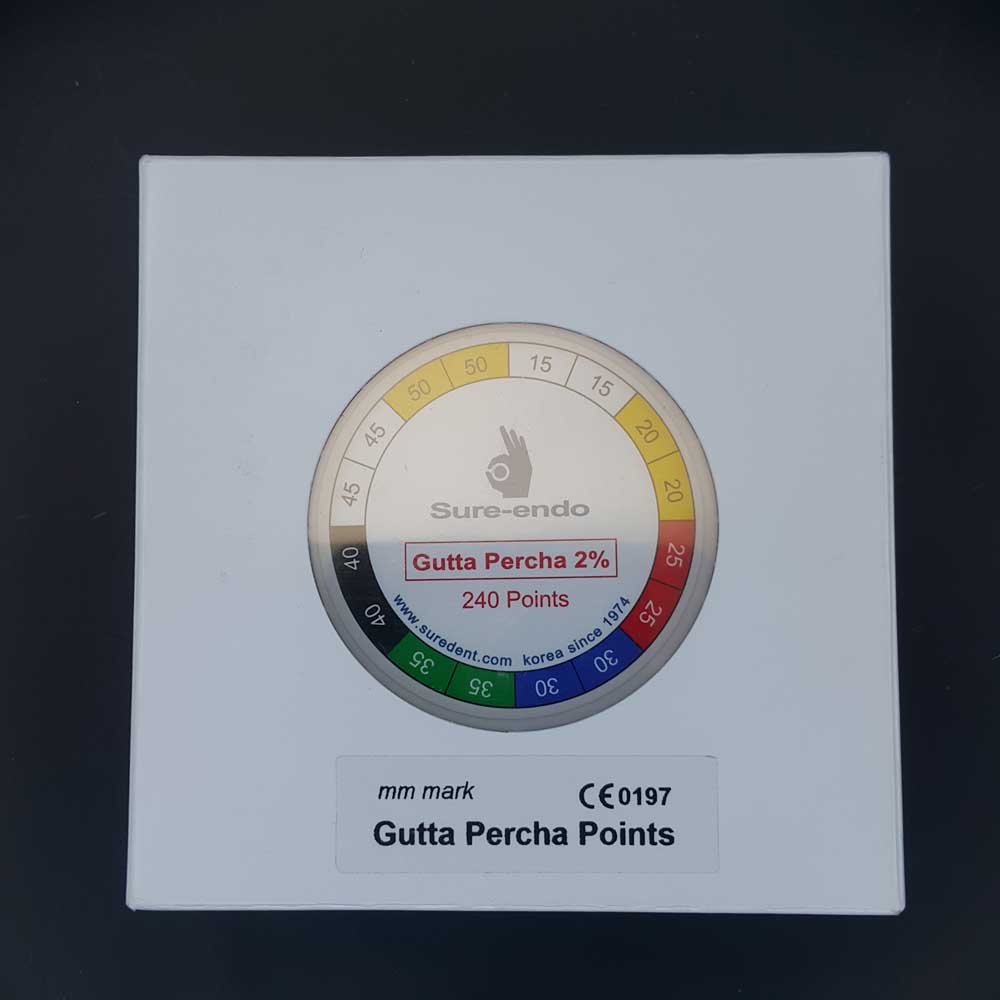 50
50
15
15
20
20
25
25
30
30
35
35
40
40
45
45
Sure-endo
Gutta Percha 2%
240 Points
www.suredent.com korea since 1974
mm mark
CE 0197
Gutta Percha Points